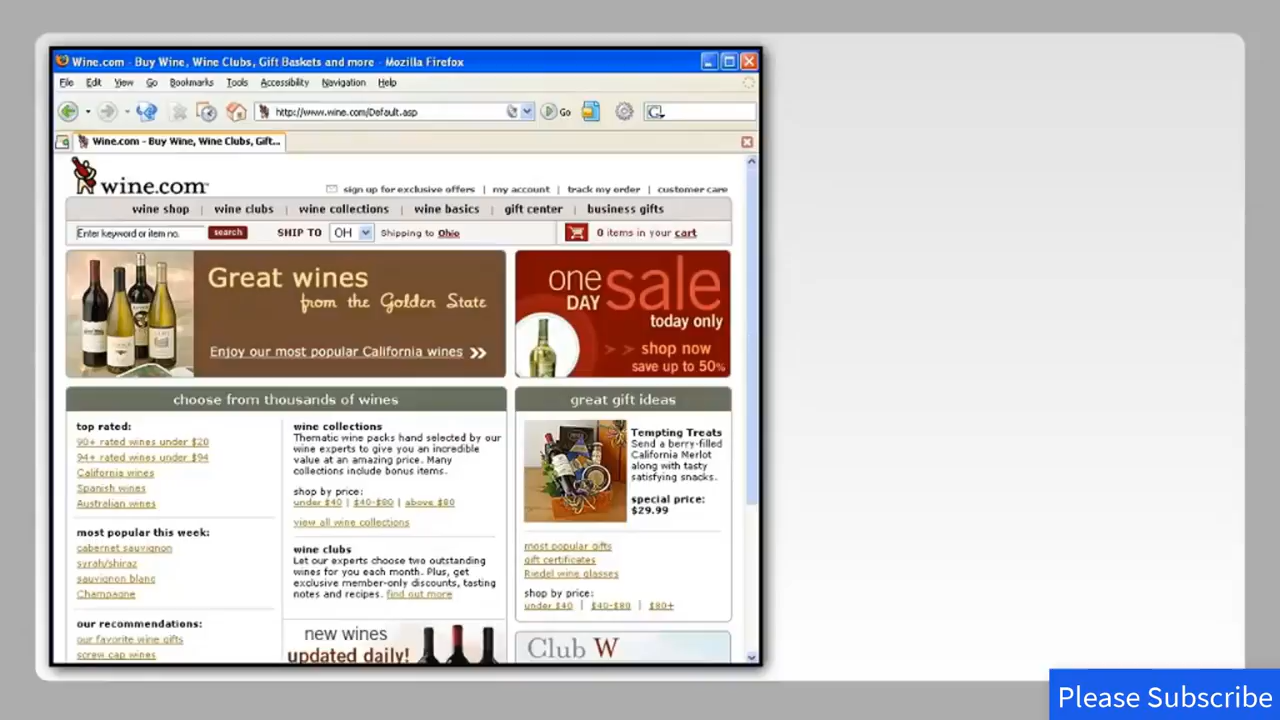 Wine.com - Buy Wine, Wine Clubs, Gift Baskets and more - Mozilla Firefox
File Edit View Go Bookmarks Tools Accessibility Navigation Help
http://www.wine.com/Default.asp Go
Wine.com - Buy Wine, Wine Clubs, Gift...
wine.com
sign up for exclusive offers | my account | track my order | customer care
wine shop | wine clubs | wine collections | wine basics | gift center | business gifts
Enter keyword or item no. search SHIP TO OH Shipping to Ohio 0 items in your cart
Great wines
from the Golden State
Enjoy our most popular California wines
one DAY sale
today only
shop now
save up to 50%
choose from thousands of wines
top rated:
90+ rated wines under $20
94+ rated wines under $94
California wines
Spanish wines
Australian wines
most popular this week:
cabernet sauvignon
syrah/shiraz
sauvignon blanc
Champagne
our recommendations:
our favorite wine gifts
screw cap wines
wine collections
Thematic wine packs hand selected by our
wine experts to give you an incredible
value at an amazing price. Many
collections include bonus items.
shop by price:
under $40 | $40-$80 | above $80
view all wine collections
wine clubs
Let our experts choose two outstanding
wines for you each month. Plus, get
exclusive member-only discounts, tasting
notes and recipes. find out more
new wines
updated daily!
great gift ideas
Tempting Treats
Send a berry-filled
California Merlot
along with tasty
satisfying snacks.
special price:
$29.99
most popular gifts
gift certificates
Riedel wine glasses
shop by price:
under $40 | $40-$80 | $80+
Club W
Please Subscribe